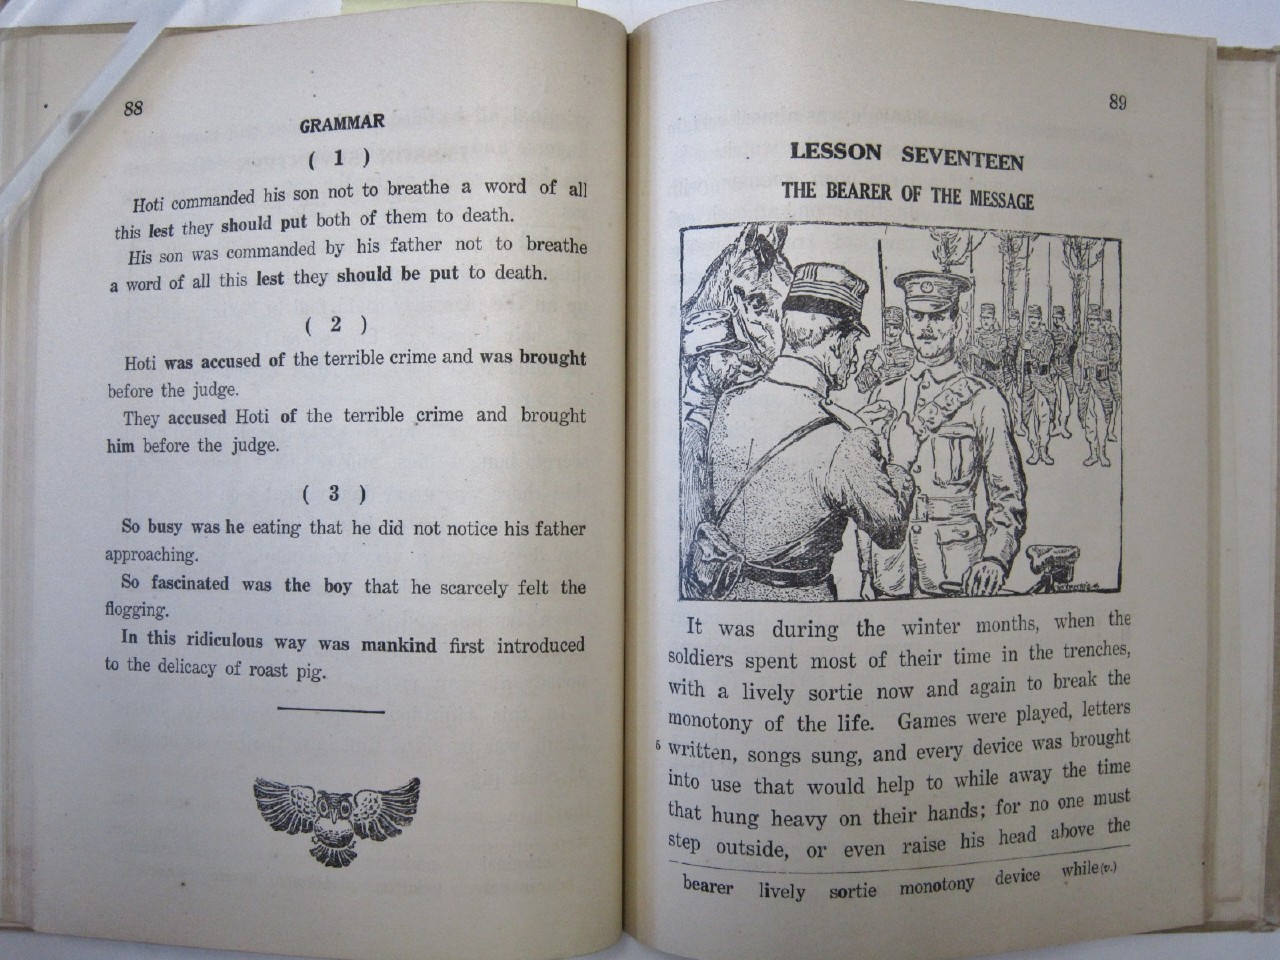 88
GRAMMAR
( 1 )
Hoti commanded his son not to breathe a word of all
this lest they should put both of them to death.
His son was commanded by his father not to breathe
a word of all this lest they should be put to death.
( 2 )
Hoti was accused of the terrible crime and was brought
before the judge.
They accused Hoti of the terrible crime and brought
him before the judge.
( 3 )
So busy was he eating that he did not notice his father
approaching.
So fascinated was the boy that he scarcely felt the
flogging.
In this ridiculous way was mankind first introduced
to the delicacy of roast pig.
89
LESSON SEVENTEEN
THE BEARER OF THE MESSAGE
It was during the winter months, when the
soldiers spent most of their time in the trenches,
with a lively sortie now and again to break the
monotony of the life. Games were played, letters
5 written, songs sung, and every device was brought
into use that would help to while away the time
that hung heavy on their hands; for no one must
step outside, or even raise his head above the
bearer lively sortie monotony device while(v.)